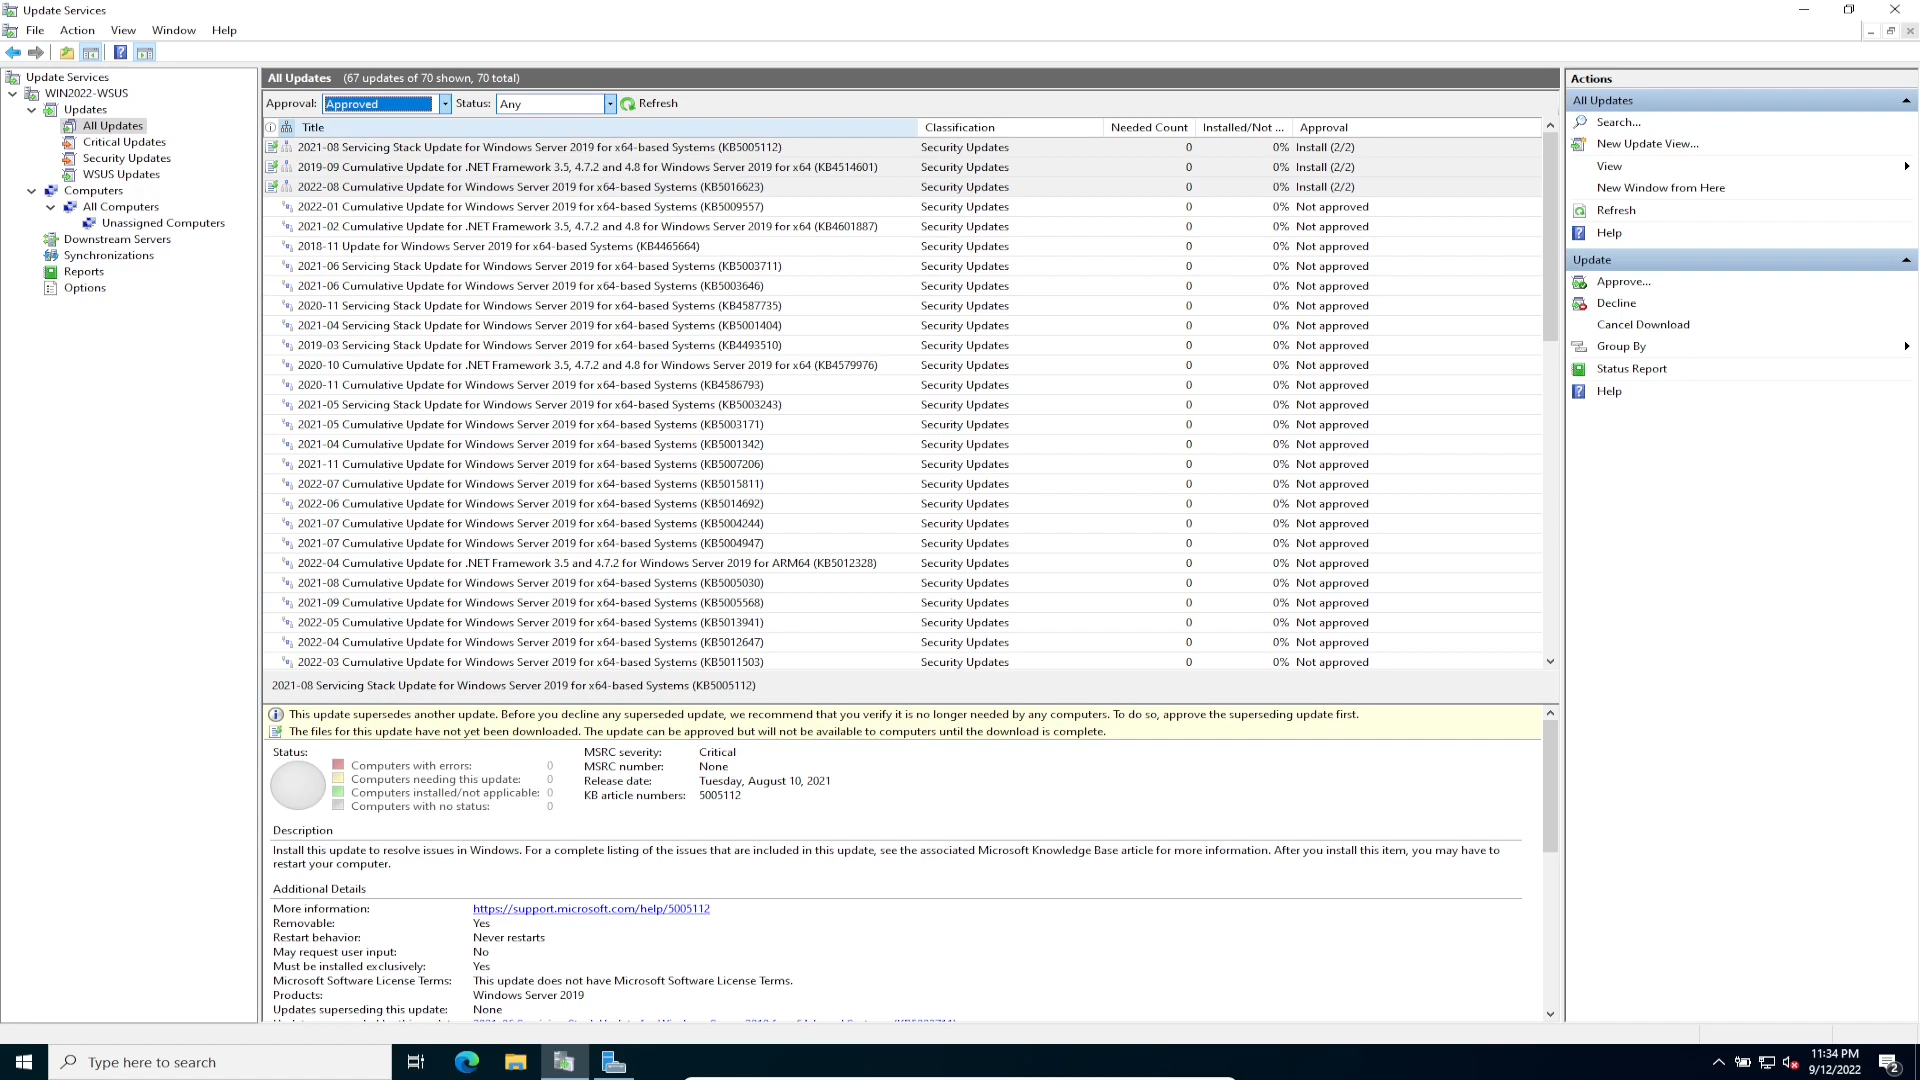 Update Services
File Action View Window Help
Update Services
WIN2022-WSUS
Updates
All Updates
Critical Updates
Security Updates
WSUS Updates
Computers
All Computers
Unassigned Computers
Downstream Servers
Synchronizations
Reports
Options
All Updates (67 updates of 70 shown, 70 total)
Approval: Approved Status: Any Refresh
Title Classification Needed Count Installed/Not ... Approval
2021-08 Servicing Stack Update for Windows Server 2019 for x64-based Systems (KB5005112) Security Updates 0 0% Install (2/2)
2019-09 Cumulative Update for .NET Framework 3.5, 4.7.2 and 4.8 for Windows Server 2019 for x64 (KB4514601) Security Updates 0 0% Install (2/2)
2022-08 Cumulative Update for Windows Server 2019 for x64-based Systems (KB5016623) Security Updates 0 0% Install (2/2)
2022-01 Cumulative Update for Windows Server 2019 for x64-based Systems (KB5009557) Security Updates 0 0% Not approved
2021-02 Cumulative Update for .NET Framework 3.5, 4.7.2 and 4.8 for Windows Server 2019 for x64 (KB4601887) Security Updates 0 0% Not approved
2018-11 Update for Windows Server 2019 for x64-based Systems (KB4465664) Security Updates 0 0% Not approved
2021-06 Servicing Stack Update for Windows Server 2019 for x64-based Systems (KB5003711) Security Updates 0 0% Not approved
2021-06 Cumulative Update for Windows Server 2019 for x64-based Systems (KB5003646) Security Updates 0 0% Not approved
2020-11 Servicing Stack Update for Windows Server 2019 for x64-based Systems (KB4587735) Security Updates 0 0% Not approved
2021-04 Servicing Stack Update for Windows Server 2019 for x64-based Systems (KB5001404) Security Updates 0 0% Not approved
2019-03 Servicing Stack Update for Windows Server 2019 for x64-based Systems (KB4493510) Security Updates 0 0% Not approved
2020-10 Cumulative Update for .NET Framework 3.5, 4.7.2 and 4.8 for Windows Server 2019 for x64 (KB4579976) Security Updates 0 0% Not approved
2020-11 Cumulative Update for Windows Server 2019 for x64-based Systems (KB4586793) Security Updates 0 0% Not approved
2021-05 Servicing Stack Update for Windows Server 2019 for x64-based Systems (KB5003243) Security Updates 0 0% Not approved
2021-05 Cumulative Update for Windows Server 2019 for x64-based Systems (KB5003171) Security Updates 0 0% Not approved
2021-04 Cumulative Update for Windows Server 2019 for x64-based Systems (KB5001342) Security Updates 0 0% Not approved
2021-11 Cumulative Update for Windows Server 2019 for x64-based Systems (KB5007206) Security Updates 0 0% Not approved
2022-07 Cumulative Update for Windows Server 2019 for x64-based Systems (KB5015811) Security Updates 0 0% Not approved
2022-06 Cumulative Update for Windows Server 2019 for x64-based Systems (KB5014692) Security Updates 0 0% Not approved
2021-07 Cumulative Update for Windows Server 2019 for x64-based Systems (KB5004244) Security Updates 0 0% Not approved
2021-07 Cumulative Update for Windows Server 2019 for x64-based Systems (KB5004947) Security Updates 0 0% Not approved
2022-04 Cumulative Update for .NET Framework 3.5 and 4.7.2 for Windows Server 2019 for ARM64 (KB5012328) Security Updates 0 0% Not approved
2021-08 Cumulative Update for Windows Server 2019 for x64-based Systems (KB5005030) Security Updates 0 0% Not approved
2021-09 Cumulative Update for Windows Server 2019 for x64-based Systems (KB5005568) Security Updates 0 0% Not approved
2022-05 Cumulative Update for Windows Server 2019 for x64-based Systems (KB5013941) Security Updates 0 0% Not approved
2022-04 Cumulative Update for Windows Server 2019 for x64-based Systems (KB5012647) Security Updates 0 0% Not approved
2022-03 Cumulative Update for Windows Server 2019 for x64-based Systems (KB5011503) Security Updates 0 0% Not approved
2021-08 Servicing Stack Update for Windows Server 2019 for x64-based Systems (KB5005112)
This update supersedes another update. Before you decline any superseded update, we recommend that you verify it is no longer needed by any computers. To do so, approve the superseding update first.
The files for this update have not yet been downloaded. The update can be approved but will not be available to computers until the download is complete.
Status:
Computers with errors: 0
Computers needing this update: 0
Computers installed/not applicable: 0
Computers with no status: 0
MSRC severity: Critical
MSRC number: None
Release date: Tuesday, August 10, 2021
KB article numbers: 5005112
Description
Install this update to resolve issues in Windows. For a complete listing of the issues that are included in this update, see the associated Microsoft Knowledge Base article for more information. After you install this item, you may have to
restart your computer.
Additional Details
More information: https://support.microsoft.com/help/5005112
Removable: Yes
Restart behavior: Never restarts
May request user input: No
Must be installed exclusively: Yes
Microsoft Software License Terms: This update does not have Microsoft Software License Terms.
Products: Windows Server 2019
Updates superseding this update: None
Actions
All Updates
Search...
New Update View...
View
New Window from Here
Refresh
Help
Update
Approve...
Decline
Cancel Download
Group By
Status Report
Help
Type here to search
11:34 PM
9/12/2022
2